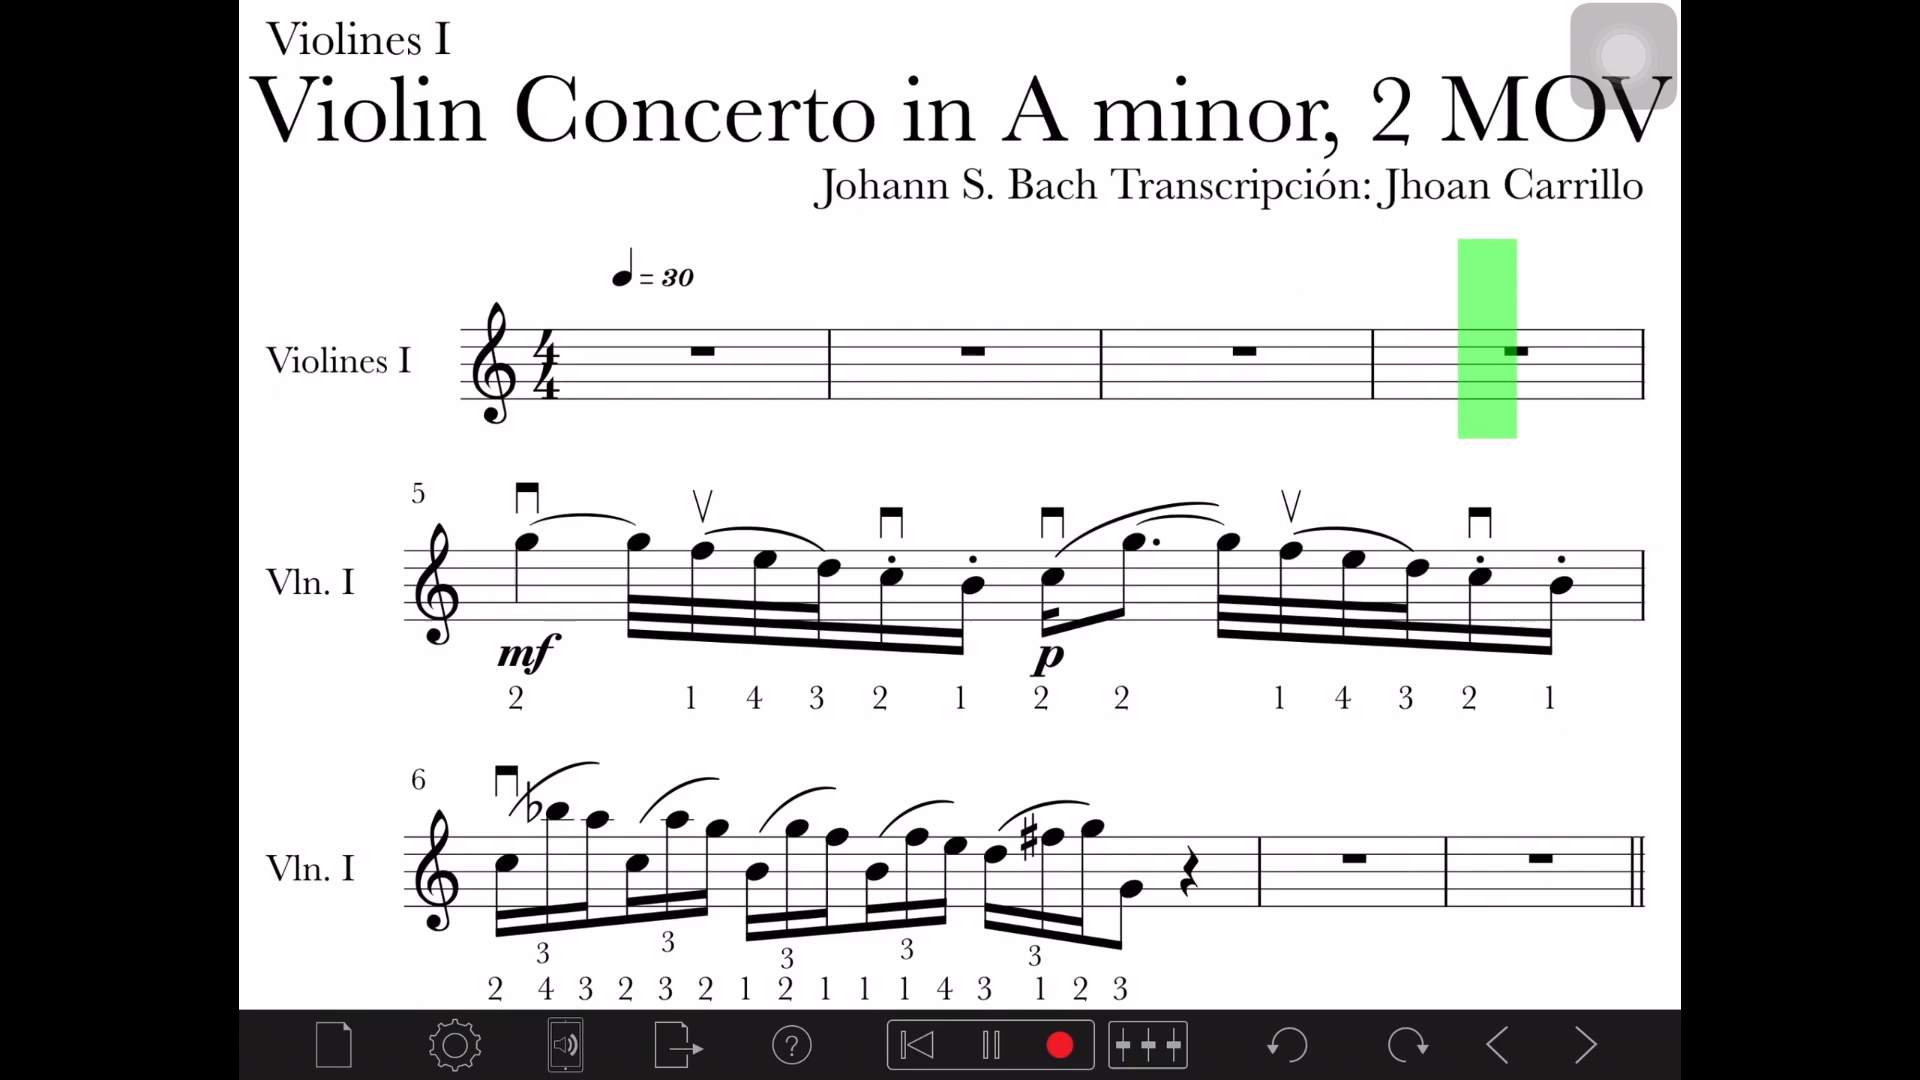 Violines I
Violin Concerto in A minor, 2 MOV
Johann S. Bach Transcripción: Jhoan Carrillo
= 30
Violines I
4
4
5
Vln. I
mf p
2 1 4 3 2 1 2 2 1 4 3 2 1
6
Vln. I
3 3 3 3 3
2 4 3 2 3 2 1 2 1 1 1 4 3 1 2 3
?